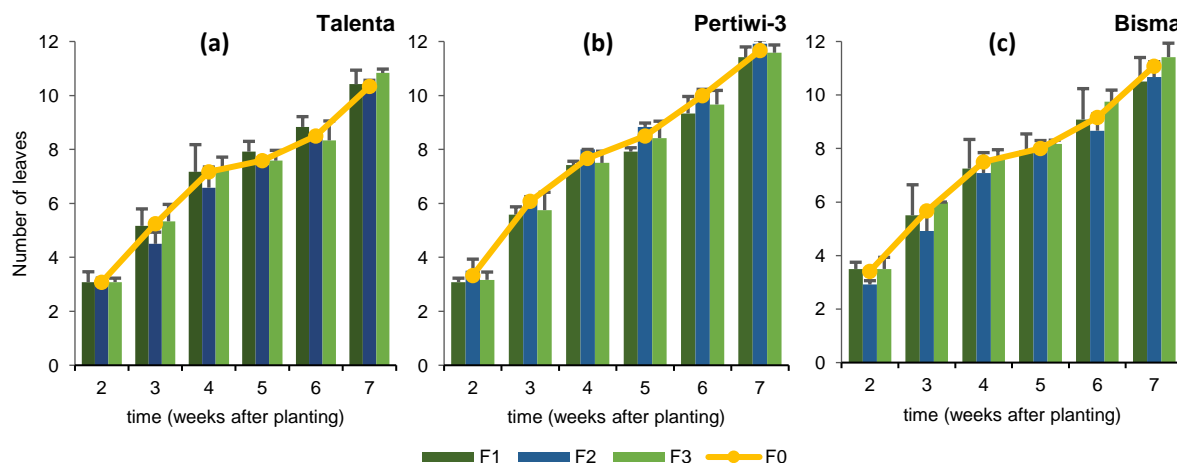 Talenta
Pertiwi-3
Bisma
(a)
(b)
(c)
Number of leaves
12
10
8
6
4
2
0
2 3 4 5 6 7
time (weeks after planting)
12
10
8
6
4
2
0
2 3 4 5 6 7
time (weeks after planting)
12
10
8
6
4
2
0
2 3 4 5 6 7
time (weeks after planting)
F1 F2 F3 F0